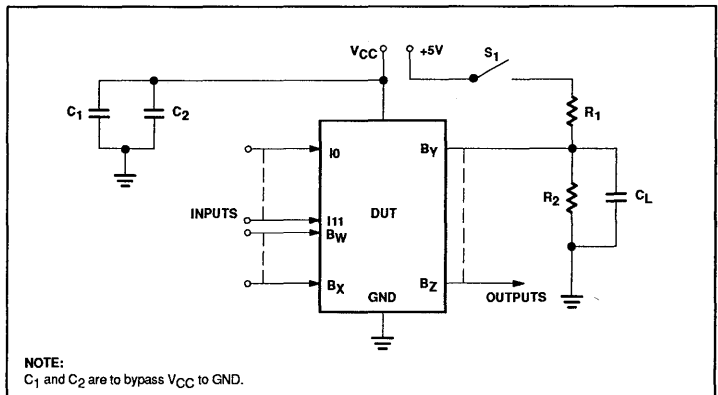 VCC +5V S1
C1 C2 R1
I0 BY
R2 CL
INPUTS I11 DUT
BW
BX BZ
GND OUTPUTS
NOTE:
C1 and C2 are to bypass VCC to GND.